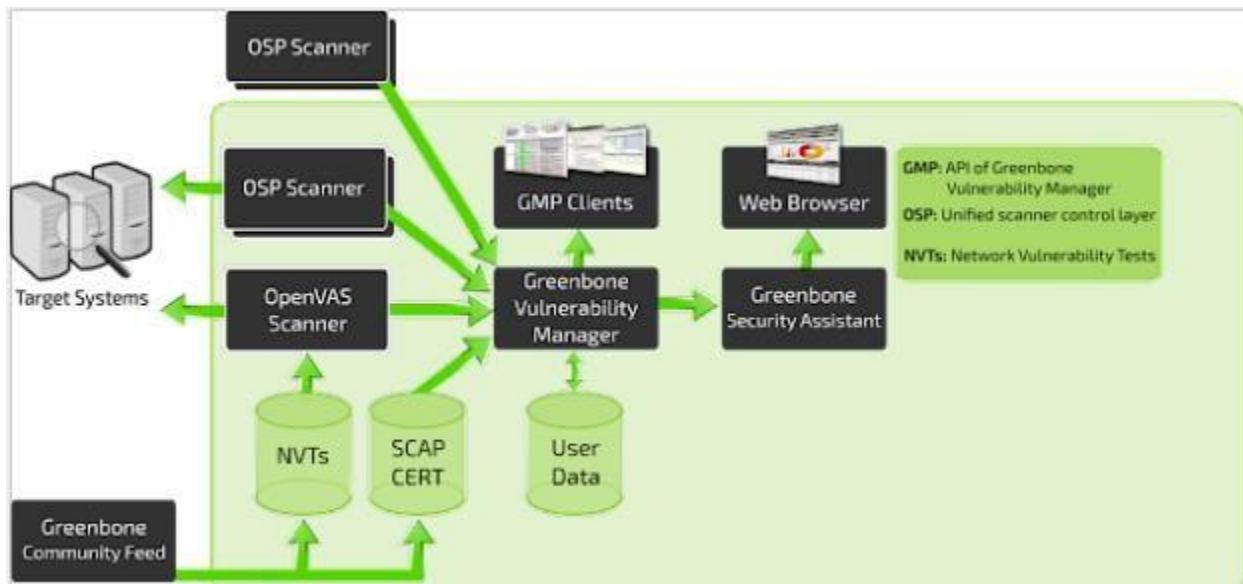 OSP Scanner
OSP Scanner
GMP Clients
Web Browser
GMP: API of Greenbone
Vulnerability Manager
OSP: Unified scanner control layer
NVTs: Network Vulnerability Tests
Target Systems
OpenVAS
Scanner
Greenbone
Vulnerability
Manager
Greenbone
Security Assistant
NVTs
SCAP
CERT
User
Data
Greenbone
Community Feed